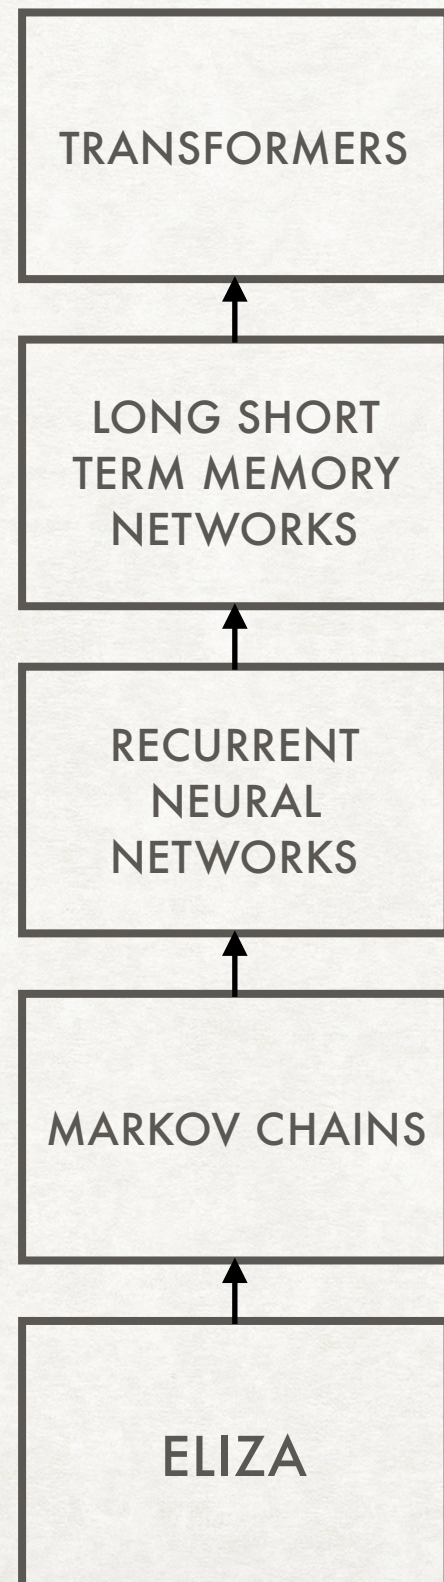 TRANSFORMERS
LONG SHORT
TERM MEMORY
NETWORKS
RECURRENT
NEURAL
NETWORKS
MARKOV CHAINS
ELIZA